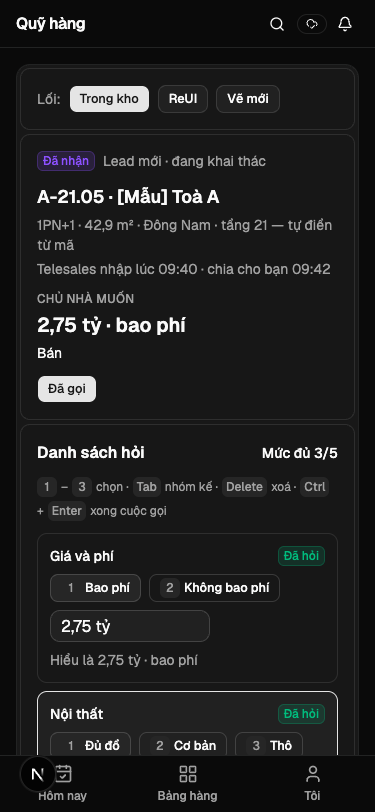 Quỹ hàng
Lối: Trong kho ReUI Vẽ mới
Đã nhận Lead mới · đang khai thác
A-21.05 · [Mẫu] Toà A
1PN+1 · 42,9 m² · Đông Nam · tầng 21 — tự điền
từ mã
Telesales nhập lúc 09:40 · chia cho bạn 09:42
CHỦ NHÀ MUỐN
2,75 tỷ · bao phí
Bán
Đã gọi
Danh sách hỏi Mức đủ 3/5
1 – 3 chọn · Tab nhóm kế · Delete xoá · Ctrl
+ Enter xong cuộc gọi
Giá và phí Đã hỏi
1 Bao phí 2 Không bao phí
2,75 tỷ
Hiểu là 2,75 tỷ · bao phí
Nội thất Đã hỏi
1 Đủ đồ 2 Cơ bản 3 Thô
N
Hôm nay Bảng hàng Tôi